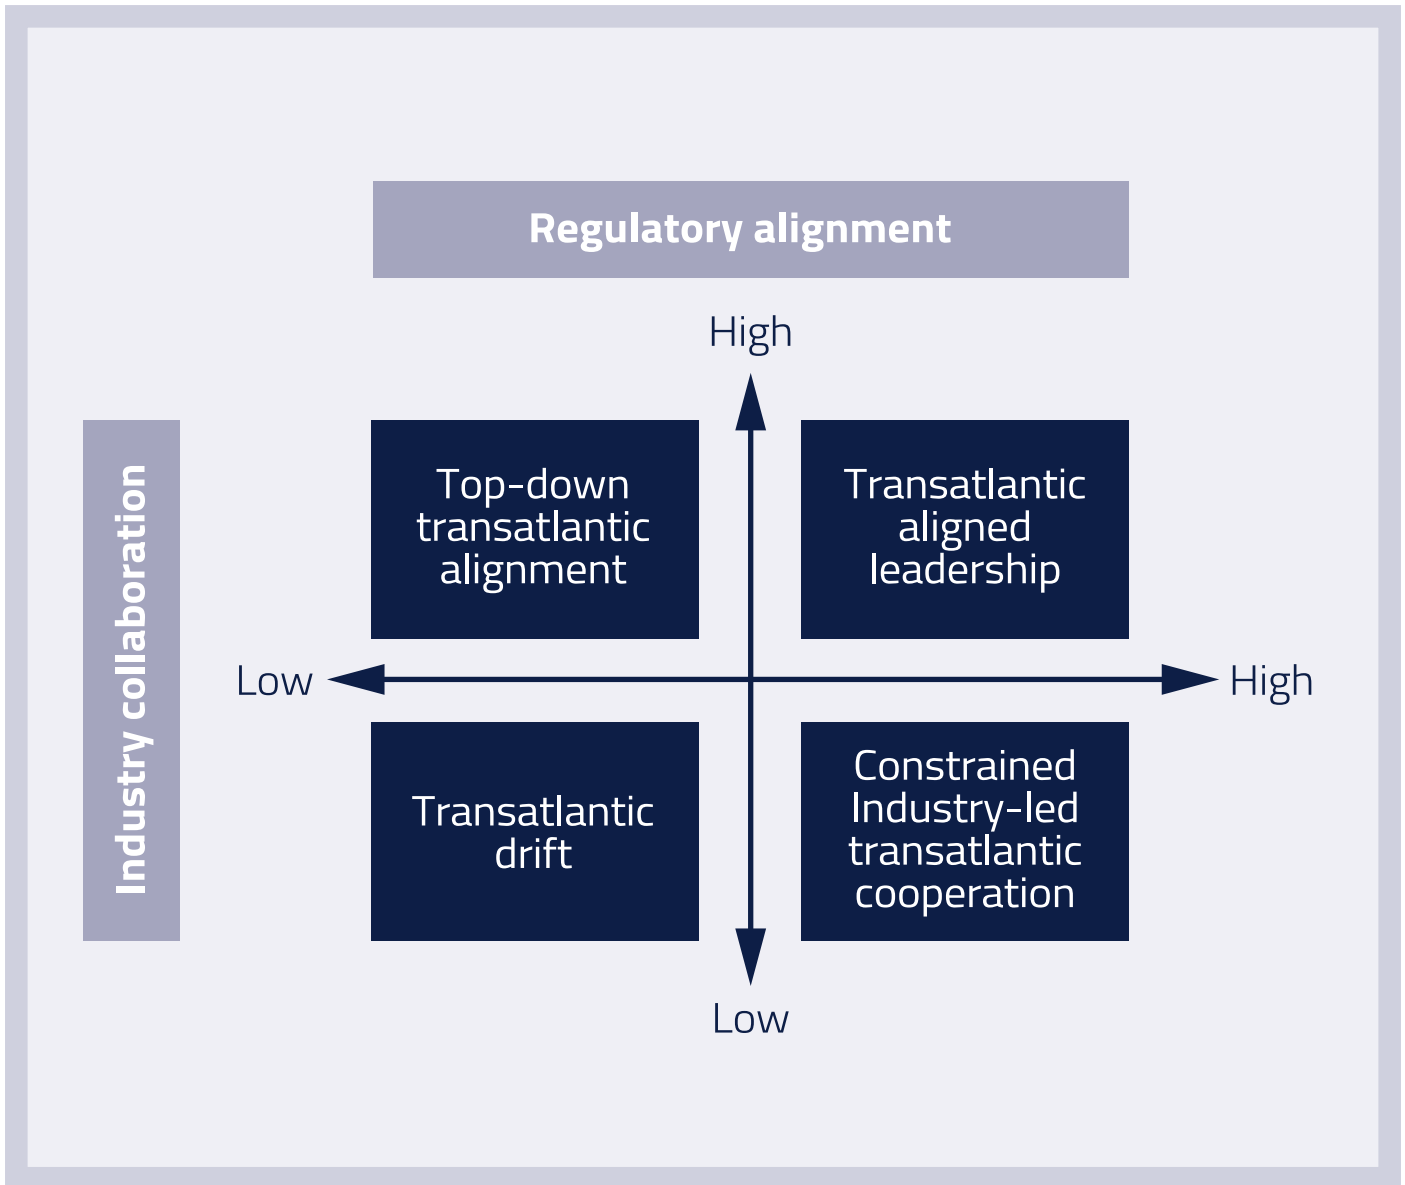 Regulatory alignment
High
Industry collaboration
Top-down
transatlantic
alignment
Transatlantic
aligned
leadership
Low
High
Transatlantic
drift
Constrained
Industry-led
transatlantic
cooperation
Low